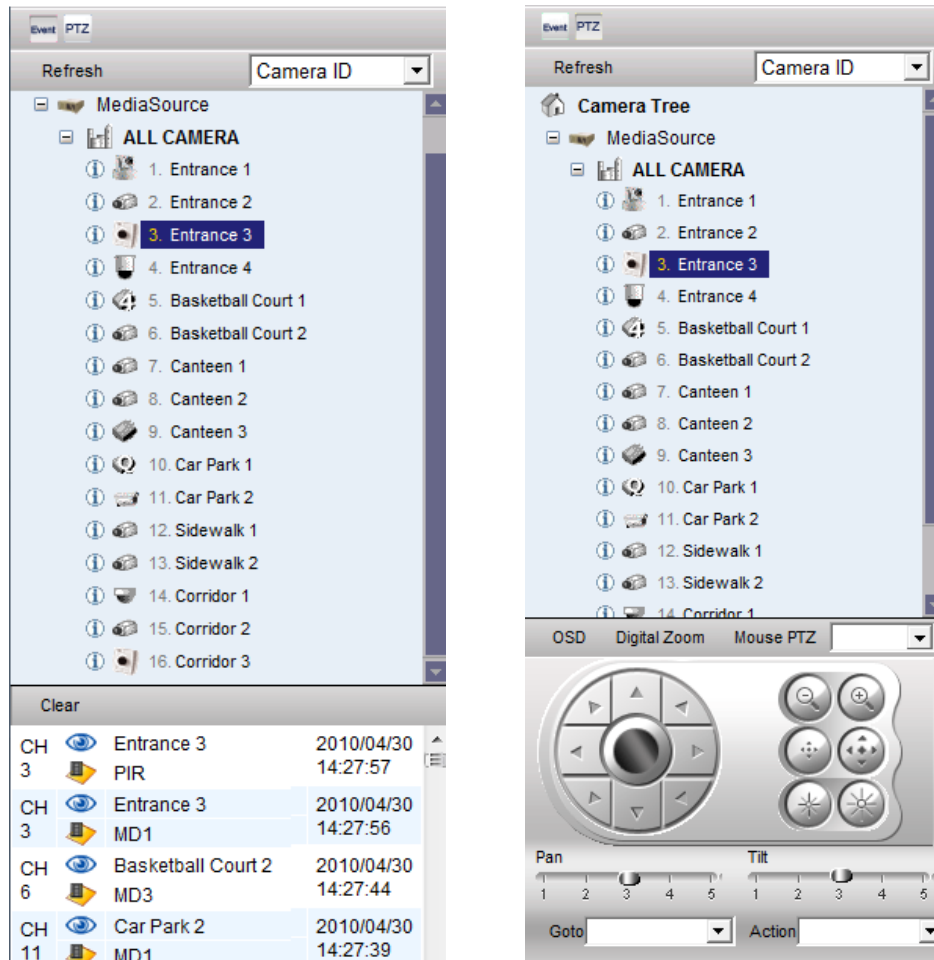 Event PTZ
Refresh Camera ID
MediaSource
ALL CAMERA
1. Entrance 1
2. Entrance 2
3. Entrance 3
4. Entrance 4
5. Basketball Court 1
6. Basketball Court 2
7. Canteen 1
8. Canteen 2
9. Canteen 3
10. Car Park 1
11. Car Park 2
12. Sidewalk 1
13. Sidewalk 2
14. Corridor 1
15. Corridor 2
16. Corridor 3
Clear
CH Entrance 3 2010/04/30
3 PIR 14:27:57
CH Entrance 3 2010/04/30
3 MD1 14:27:56
CH Basketball Court 2 2010/04/30
6 MD3 14:27:44
CH Car Park 2 2010/04/30
11 MD1 14:27:39
Event PTZ
Refresh Camera ID
Camera Tree
MediaSource
ALL CAMERA
1. Entrance 1
2. Entrance 2
3. Entrance 3
4. Entrance 4
5. Basketball Court 1
6. Basketball Court 2
7. Canteen 1
8. Canteen 2
9. Canteen 3
10. Car Park 1
11. Car Park 2
12. Sidewalk 1
13. Sidewalk 2
14. Corridor 1
OSD Digital Zoom Mouse PTZ
Pan Tilt
1 2 3 4 5 1 2 3 4 5
Goto Action